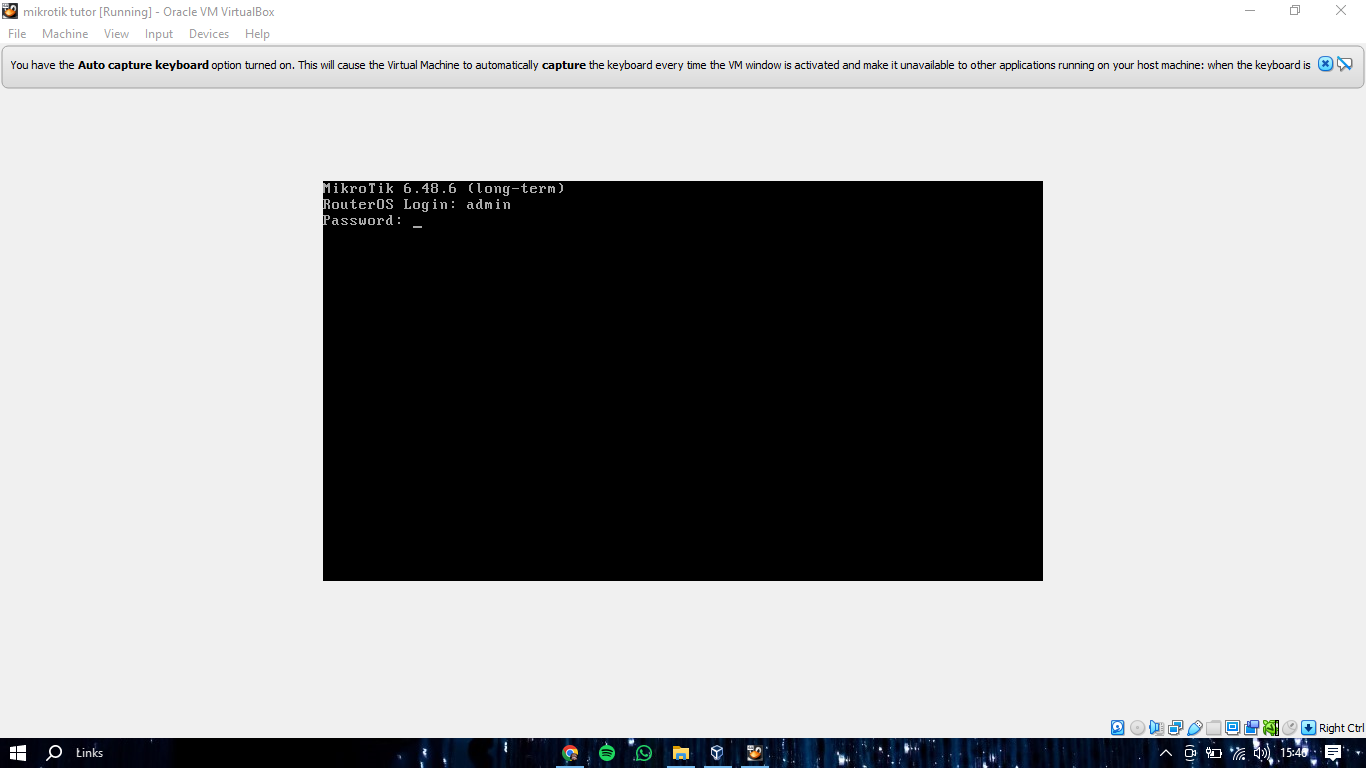 mikrotik tutor [Running] - Oracle VM VirtualBox
File Machine View Input Devices Help
You have the Auto capture keyboard option turned on. This will cause the Virtual Machine to automatically capture the keyboard every time the VM window is activated and make it unavailable to other applications running on your host machine: when the keyboard is
MikroTik 6.48.6 (long-term)
RouterOS Login: admin
Password: _
Right Ctrl
Links
15:46